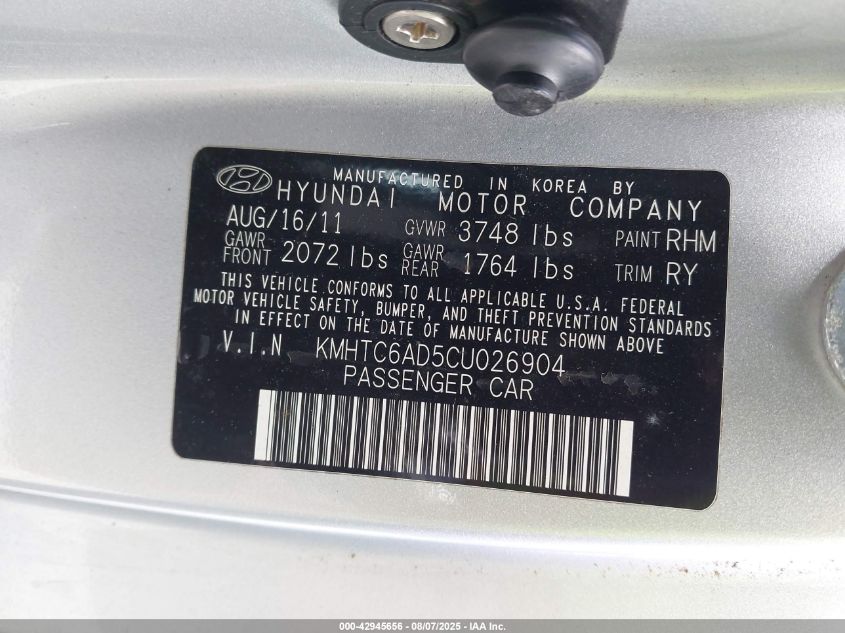 MANUFACTURED IN KOREA BY
HYUNDAI MOTOR COMPANY
AUG/16/11 GVWR 3748 lbs PAINT RHM
GAWR FRONT 2072 lbs GAWR REAR 1764 lbs TRIM RY
THIS VEHICLE CONFORMS TO ALL APPLICABLE U.S.A. FEDERAL
MOTOR VEHICLE SAFETY, BUMPER, AND THEFT PREVENTION STANDARDS
IN EFFECT ON THE DATE OF MANUFACTURE SHOWN ABOVE
V.I.N KMHTC6AD5CU026904
PASSENGER CAR
000-42945656 - 08/07/2025 - IAA Inc.